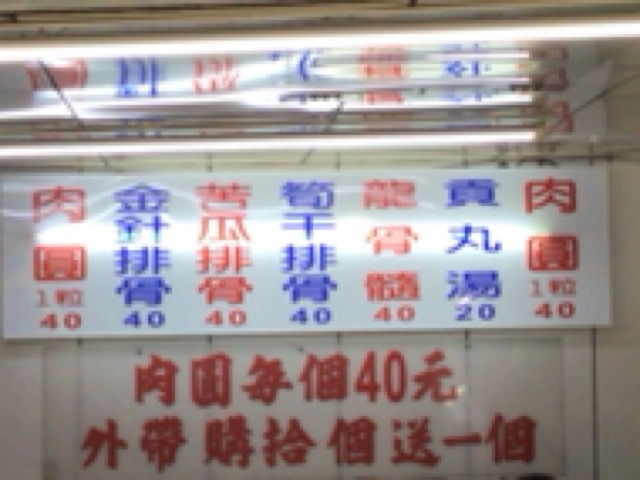 肉圓 1粒 40
金針排骨 40
苦瓜排骨 40
筍干排骨 40
龍骨髓 40
貢丸湯 20
肉圓 1粒 40
肉圓每個40元
外帶購拾個送一個